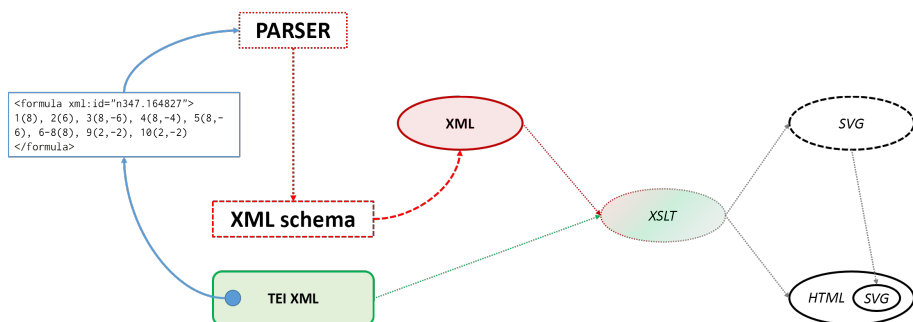 PARSER
<formula xml:id="n347.164827">
1(8), 2(6), 3(8,-6), 4(8,-4), 5(8,-
6), 6-8(8), 9(2,-2), 10(2,-2)
</formula>
XML
SVG
XML schema
XSLT
TEI XML
HTML SVG